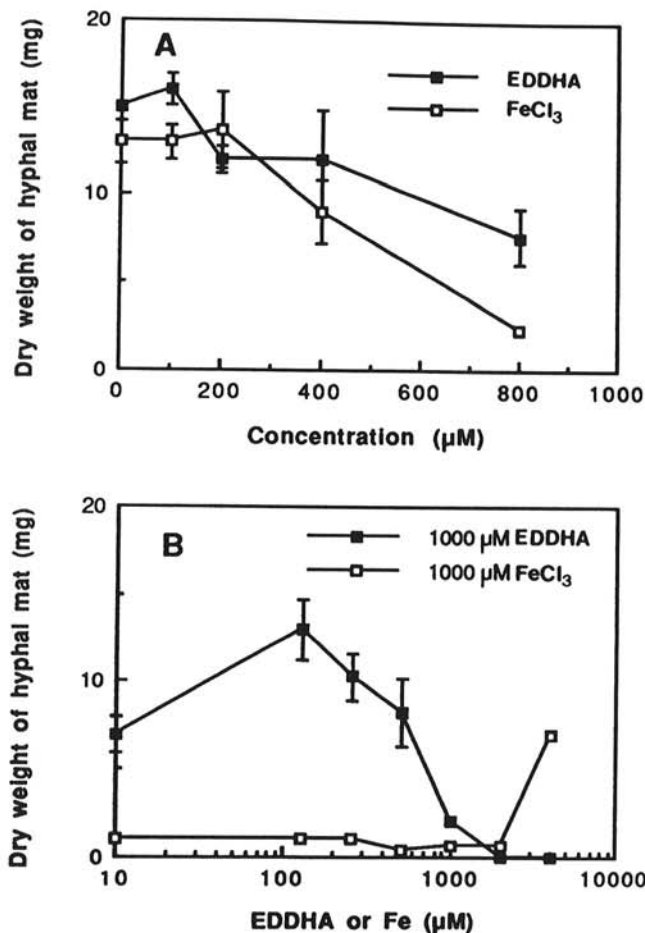 Dry weight of hyphal mat (mg)
20
10
0
A
EDDHA
FeCl₃
0 200 400 600 800 1000
Concentration (µM)
Dry weight of hyphal mat (mg)
20
10
0
B
1000 µM EDDHA
1000 µM FeCl₃
10 100 1000 10000
EDDHA or Fe (µM)